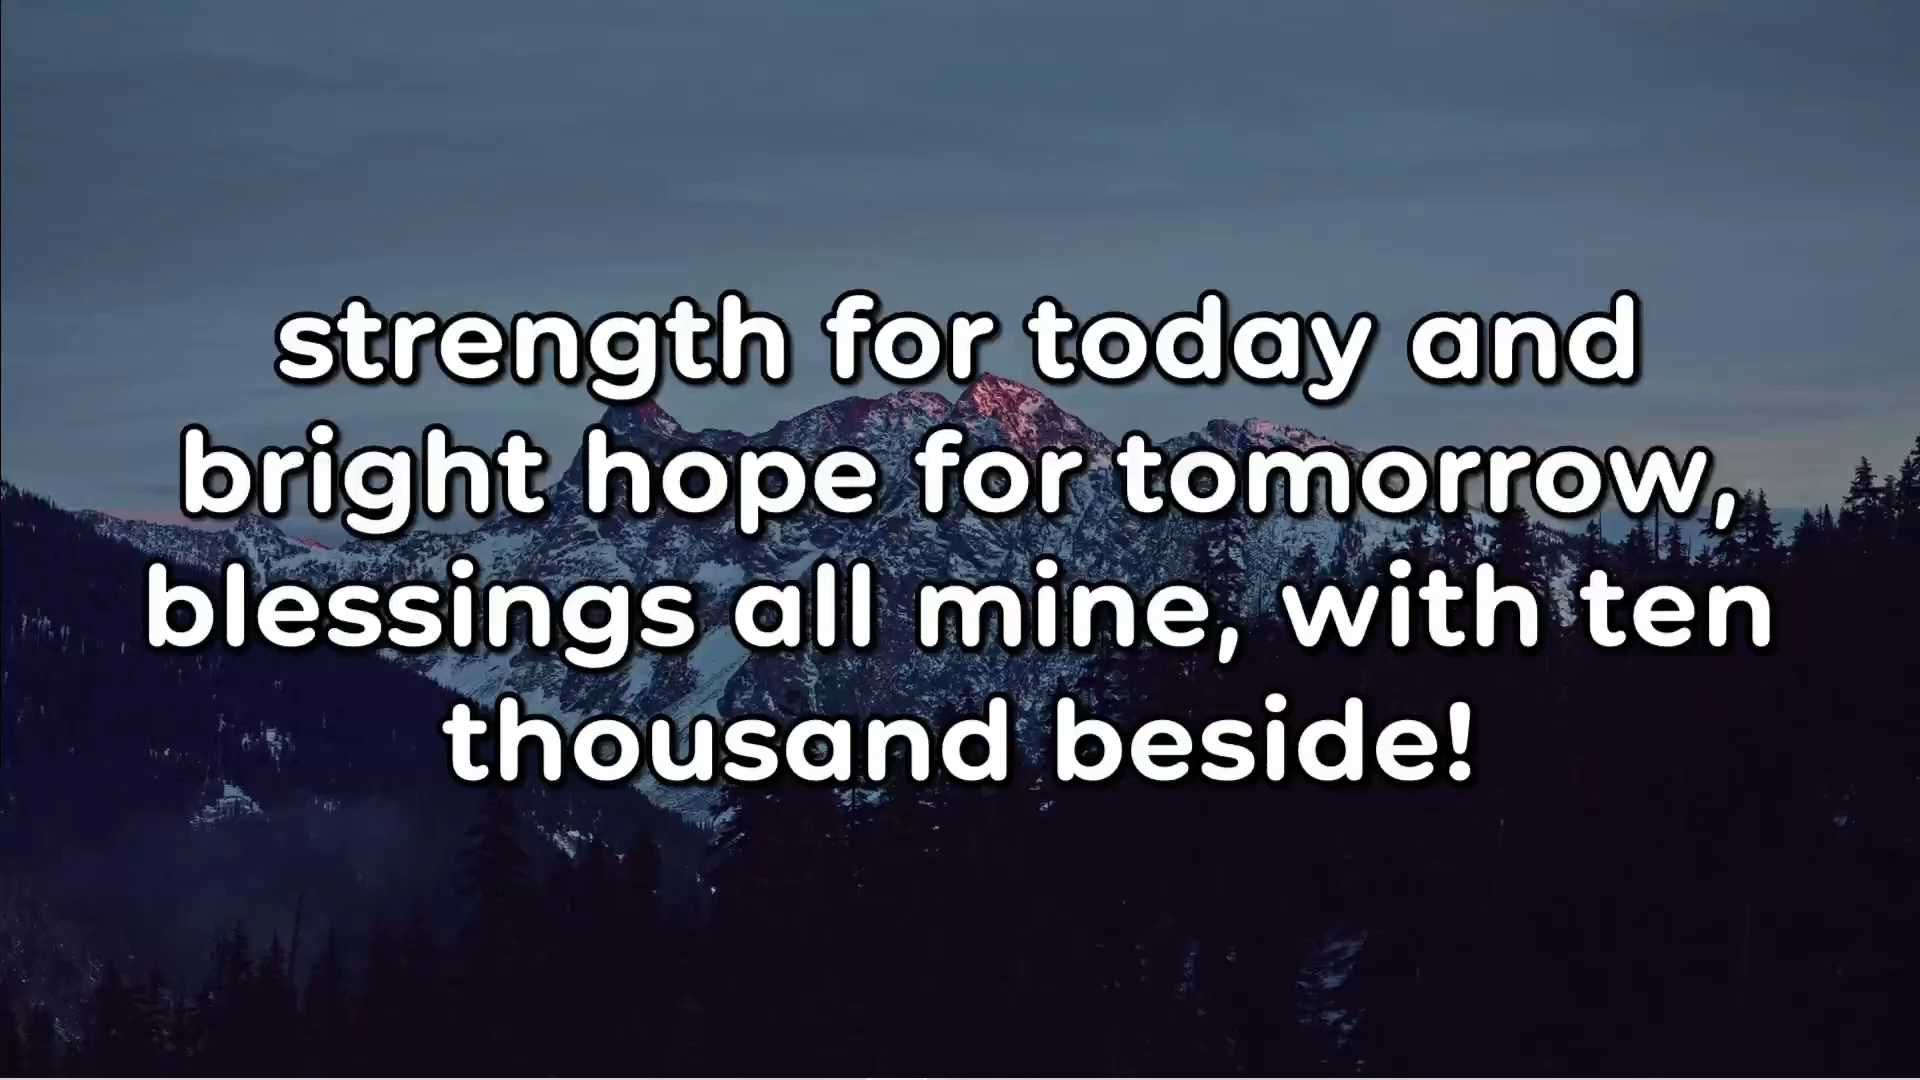 strength for today and
bright hope for tomorrow,
blessings all mine, with ten
thousand beside!